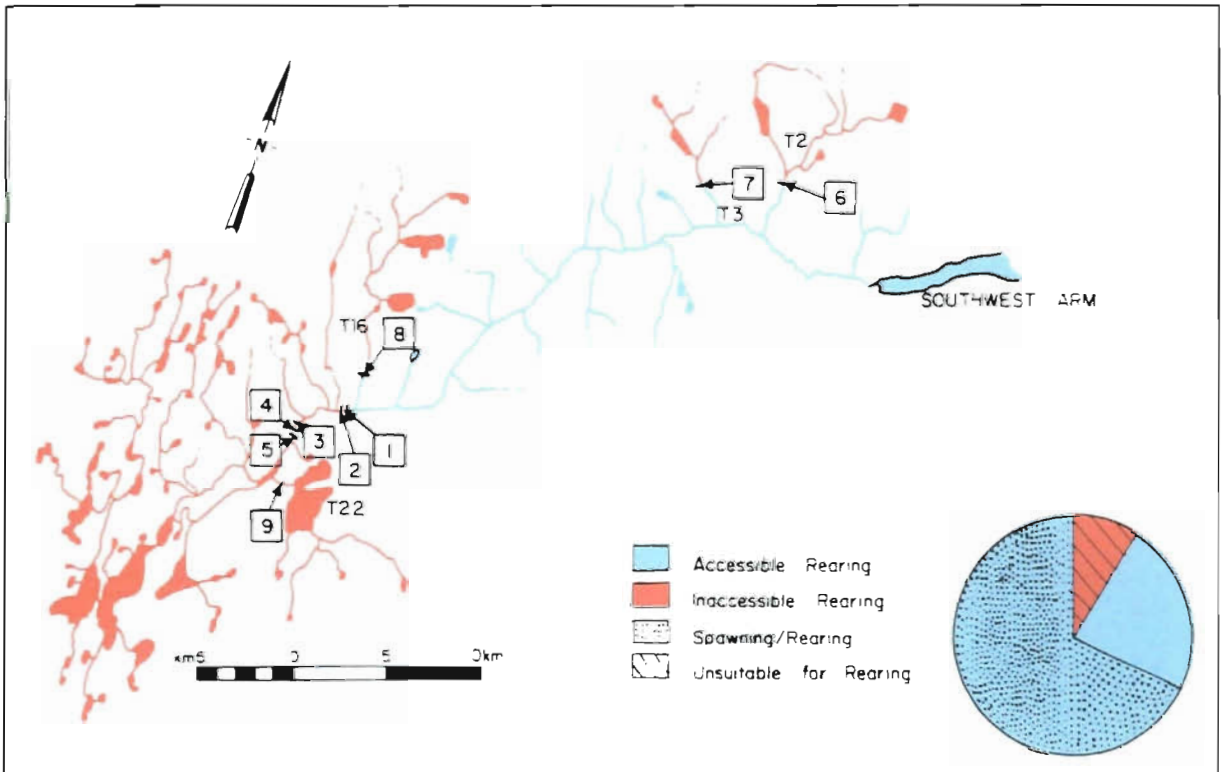 N
T2
7
6
T3
SOUTHWEST ARM
T16
8
4
3
1
5
2
9
T22
Accessible Rearing
Inaccessible Rearing
Spawning/Rearing
Unsuitable for Rearing
km5 0 5 0km